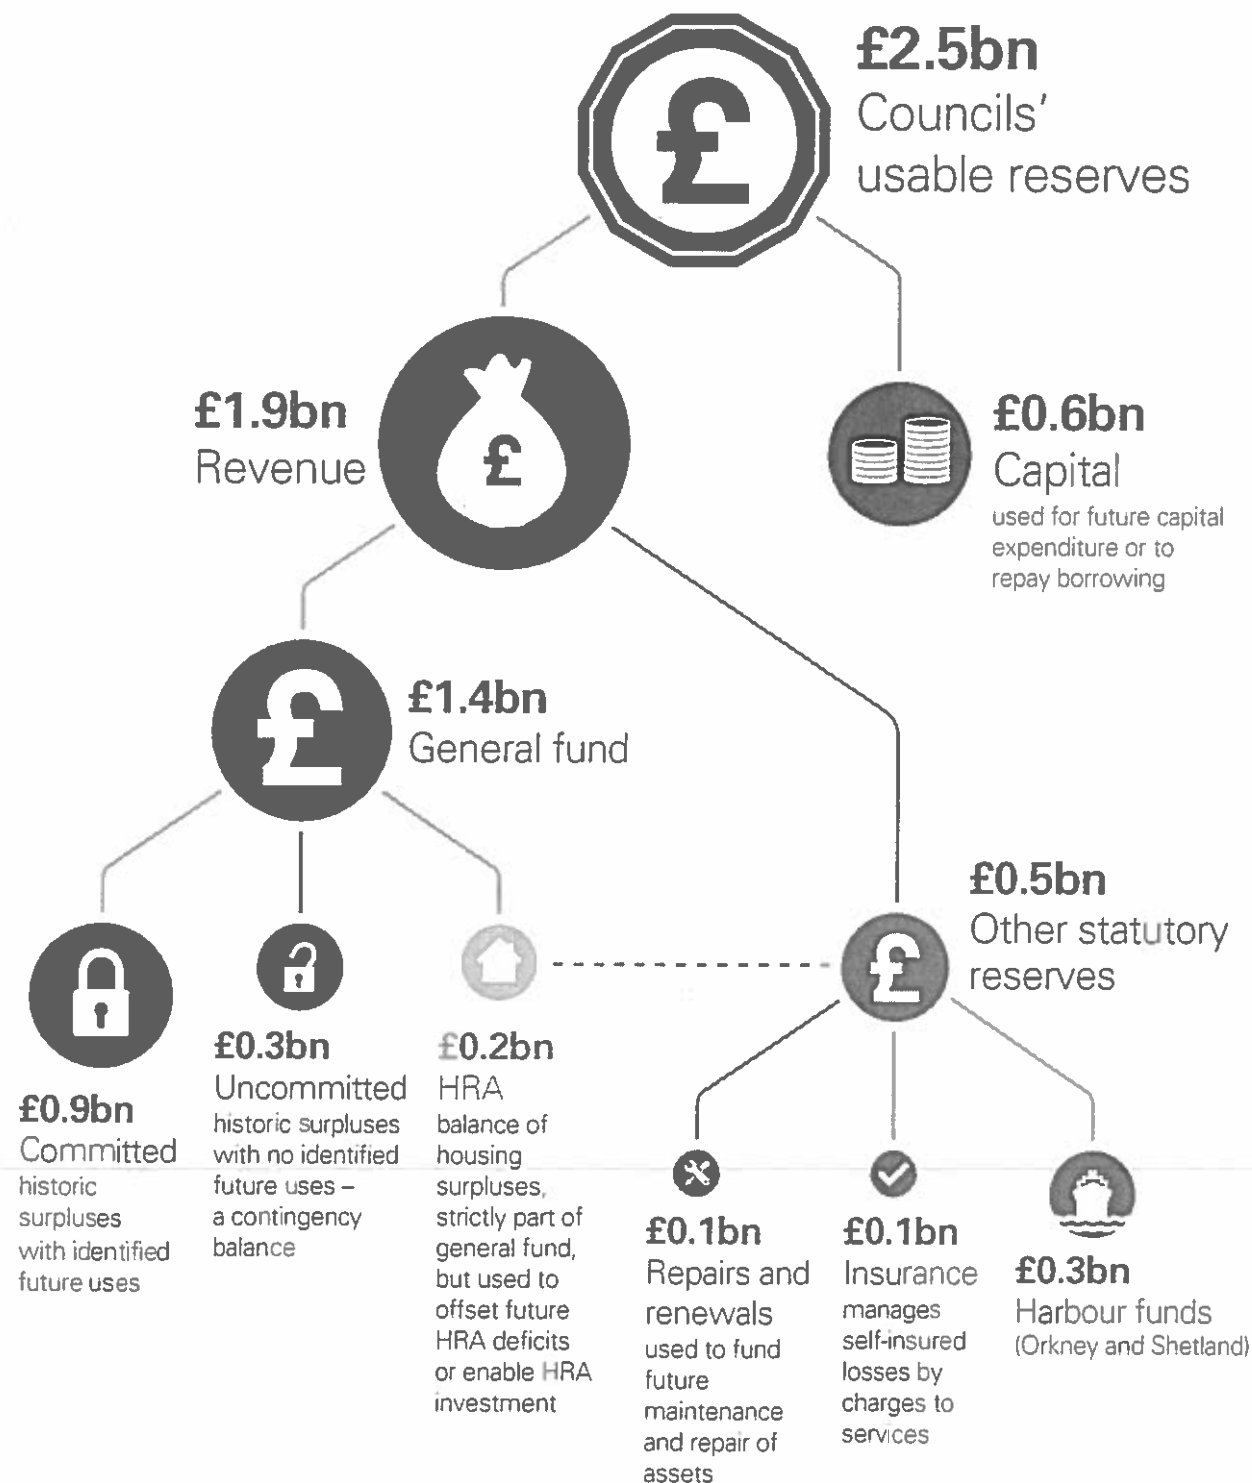 £
£2.5bn
Councils'
usable reserves
£1.9bn
Revenue
£
£0.6bn
Capital
used for future capital
expenditure or to
repay borrowing
£
£1.4bn
General fund
£0.9bn
Committed
historic
surpluses
with identified
future uses
£0.3bn
Uncommitted
historic surpluses
with no identified
future uses –
a contingency
balance
£0.2bn
HRA
balance of
housing
surpluses,
strictly part of
general fund,
but used to
offset future
HRA deficits
or enable HRA
investment
£
£0.5bn
Other statutory
reserves
£0.1bn
Repairs and
renewals
used to fund
future
maintenance
and repair of
assets
£0.1bn
Insurance
manages
self-insured
losses by
charges to
services
£0.3bn
Harbour funds
(Orkney and Shetland)